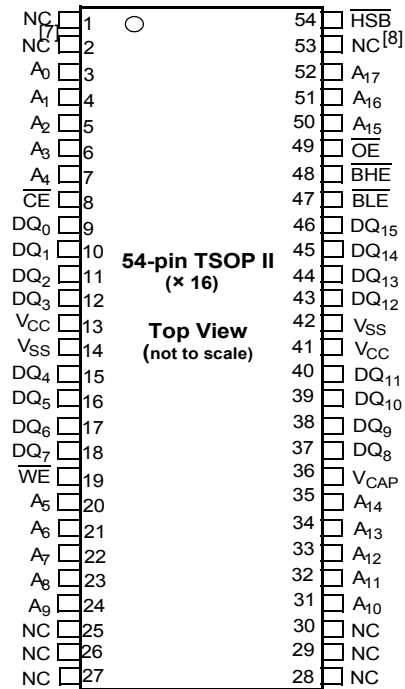 NC 1 54 HSB
[7]
NC 2 53 NC[8]
A0 3 52 A17
A1 4 51 A16
A2 5 50 A15
A3 6 49 OE
A4 7 48 BHE
CE 8 47 BLE
DQ0 9 46 DQ15
DQ1 10 45 DQ14
54-pin TSOP II
DQ2 11 44 DQ13
(× 16)
DQ3 12 43 DQ12
VCC 13 42 VSS
Top View
VSS 14 41 VCC
(not to scale)
DQ4 15 40 DQ11
DQ5 16 39 DQ10
DQ6 17 38 DQ9
DQ7 18 37 DQ8
WE 19 36 VCAP
A5 20 35 A14
A6 21 34 A13
A7 22 33 A12
A8 23 32 A11
A9 24 31 A10
NC 25 30 NC
NC 26 29 NC
NC 27 28 NC